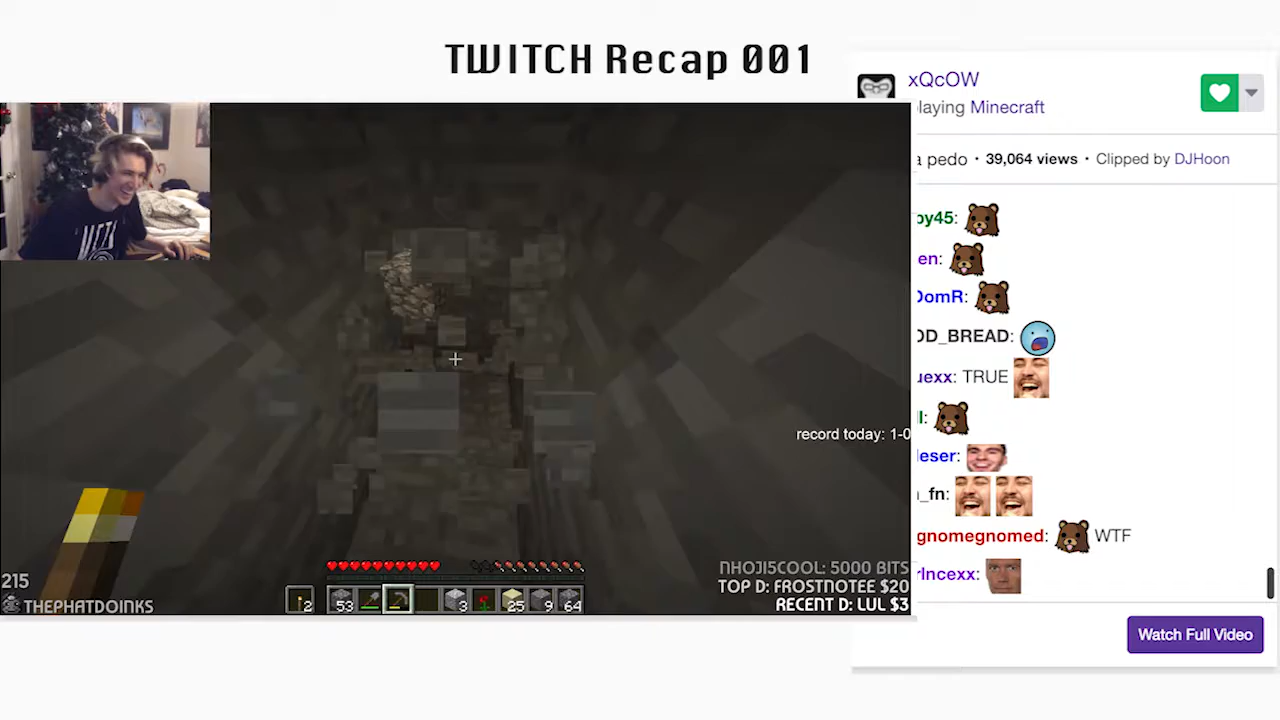 TWITCH Recap 001
xQcOW
laying Minecraft
a pedo • 39,064 views • Clipped by DJHoon
oy45:
en:
DomR:
OD_BREAD:
uexx: TRUE
l:
leser:
_fn:
gnomegnomed: WTF
rIncexx:
Watch Full Video
record today: 1-0
NHOJI5COOL: 5000 BITS
TOP D: FROSTNOTEE $20
RECENT D: LUL $3
215
THEPHATDOINKS
2 53 3 25 9 64